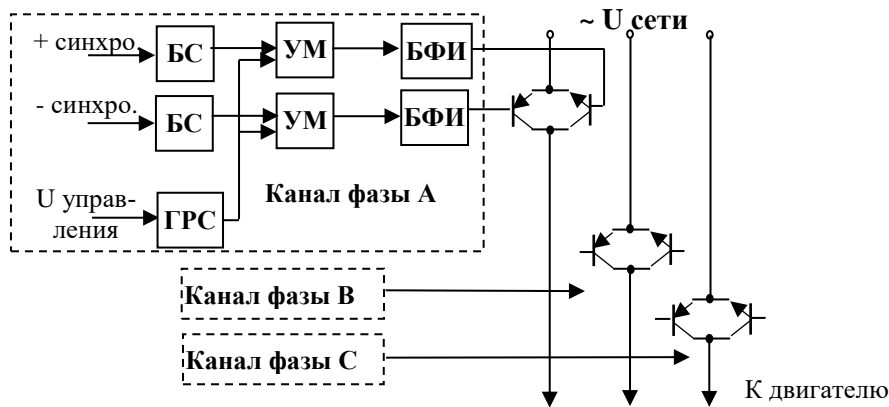 ~ U сети
+ синхро.
БС
УМ
БФИ
- синхро.
БС
УМ
БФИ
U управ-
ления
ГРС
Канал фазы А
Канал фазы В
Канал фазы С
К двигателю